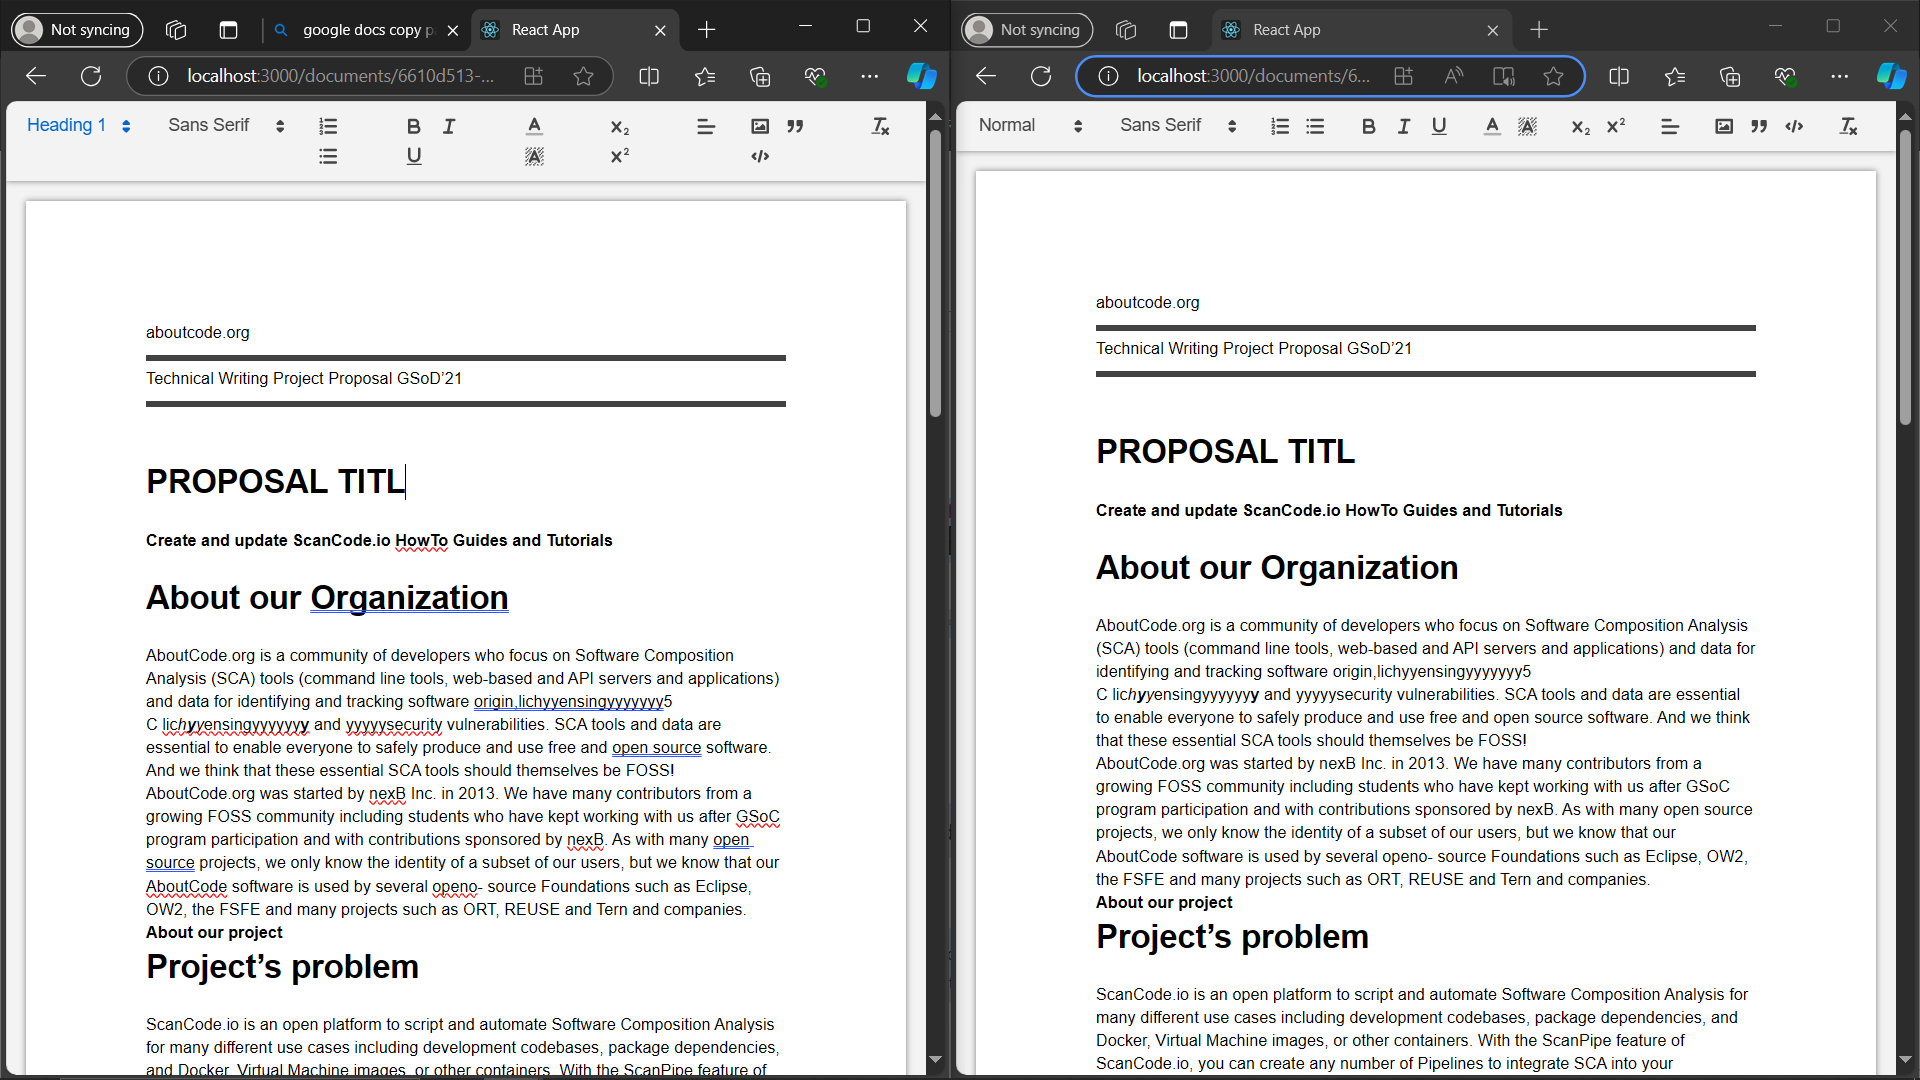 Not syncing
google docs copy p
React App
localhost:3000/documents/6610d513-...
Heading 1
Sans Serif
aboutcode.org
Technical Writing Project Proposal GSoD’21
PROPOSAL TITL
Create and update ScanCode.io HowTo Guides and Tutorials
About our Organization
AboutCode.org is a community of developers who focus on Software Composition
Analysis (SCA) tools (command line tools, web-based and API servers and applications)
and data for identifying and tracking software origin,lichyyensingyyyyyyy5
C lichyyensingyyyyyyy and yyyyysecurity vulnerabilities. SCA tools and data are
essential to enable everyone to safely produce and use free and open source software.
And we think that these essential SCA tools should themselves be FOSS!
AboutCode.org was started by nexB Inc. in 2013. We have many contributors from a
growing FOSS community including students who have kept working with us after GSoC
program participation and with contributions sponsored by nexB. As with many open
source projects, we only know the identity of a subset of our users, but we know that our
AboutCode software is used by several openo- source Foundations such as Eclipse,
OW2, the FSFE and many projects such as ORT, REUSE and Tern and companies.
About our project
Project’s problem
ScanCode.io is an open platform to script and automate Software Composition Analysis
for many different use cases including development codebases, package dependencies,
and Docker, Virtual Machine images, or other containers. With the ScanPipe feature of
Not syncing
React App
localhost:3000/documents/6...
Normal
Sans Serif
aboutcode.org
Technical Writing Project Proposal GSoD’21
PROPOSAL TITL
Create and update ScanCode.io HowTo Guides and Tutorials
About our Organization
AboutCode.org is a community of developers who focus on Software Composition Analysis
(SCA) tools (command line tools, web-based and API servers and applications) and data for
identifying and tracking software origin,lichyyensingyyyyyyy5
C lichyyensingyyyyyyy and yyyyysecurity vulnerabilities. SCA tools and data are essential
to enable everyone to safely produce and use free and open source software. And we think
that these essential SCA tools should themselves be FOSS!
AboutCode.org was started by nexB Inc. in 2013. We have many contributors from a
growing FOSS community including students who have kept working with us after GSoC
program participation and with contributions sponsored by nexB. As with many open source
projects, we only know the identity of a subset of our users, but we know that our
AboutCode software is used by several openo- source Foundations such as Eclipse, OW2,
the FSFE and many projects such as ORT, REUSE and Tern and companies.
About our project
Project’s problem
ScanCode.io is an open platform to script and automate Software Composition Analysis for
many different use cases including development codebases, package dependencies, and
Docker, Virtual Machine images, or other containers. With the ScanPipe feature of
ScanCode.io, you can create any number of Pipelines to integrate SCA into your